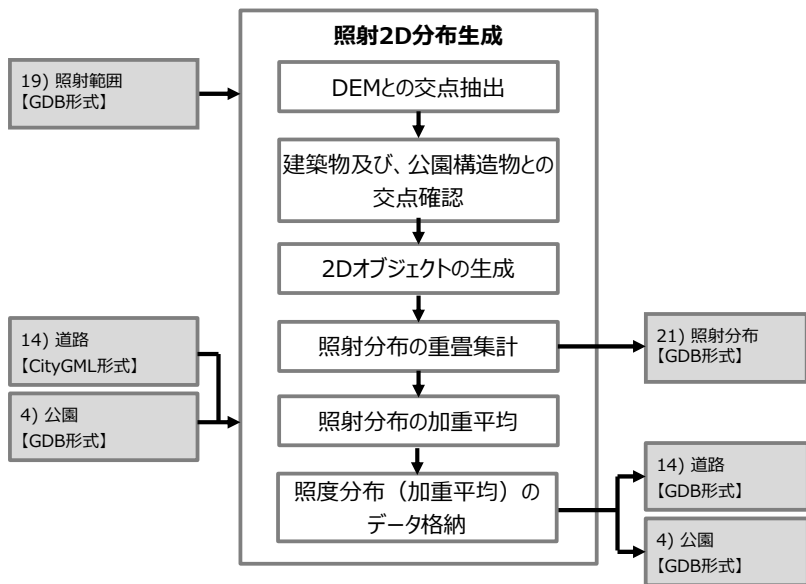 照射2D分布生成
19) 照射範囲
【GDB形式】
DEMとの交点抽出
建築物及び、公園構造物との
交点確認
2Dオブジェクトの生成
14) 道路
【CityGML形式】
4) 公園
【GDB形式】
照射分布の重畳集計
21) 照射分布
【GDB形式】
照射分布の加重平均
照度分布（加重平均）の
データ格納
14) 道路
【GDB形式】
4) 公園
【GDB形式】